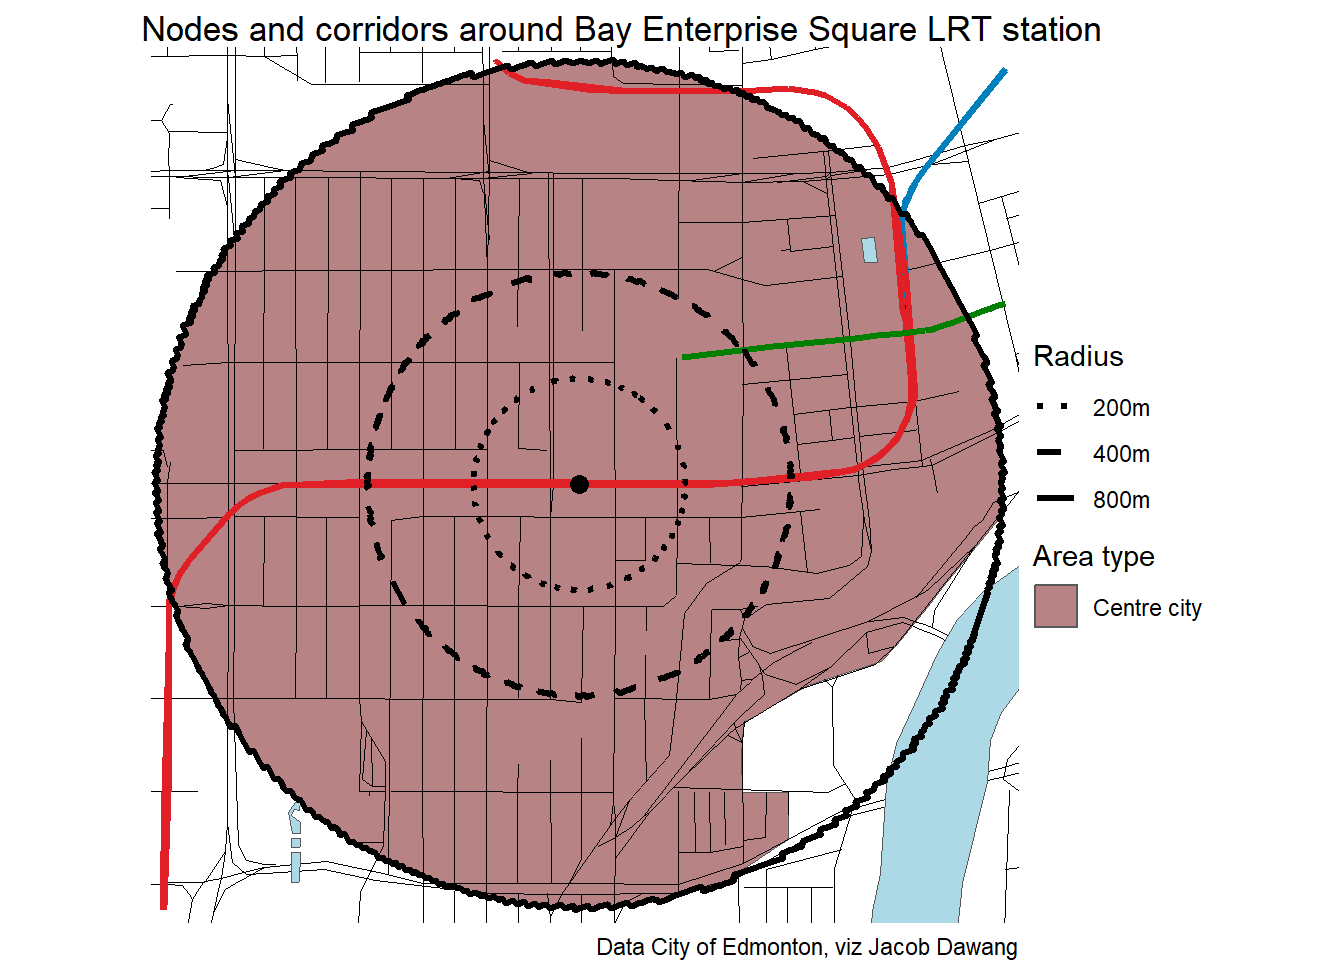 Nodes and corridors around Bay Enterprise Square LRT station
Radius
200m
400m
800m
Area type
Centre city
Data City of Edmonton, viz Jacob Dawang